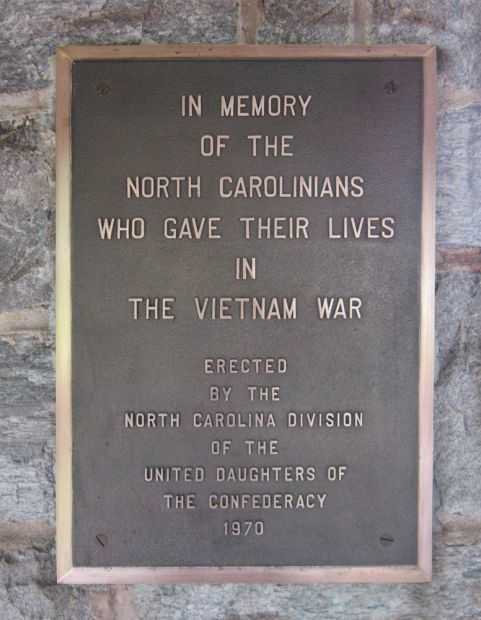 IN MEMORY
OF THE
NORTH CAROLINIANS
WHO GAVE THEIR LIVES
IN
THE VIETNAM WAR
ERECTED
BY THE
NORTH CAROLINA DIVISION
OF THE
UNITED DAUGHTERS OF
THE CONFEDERACY
1970